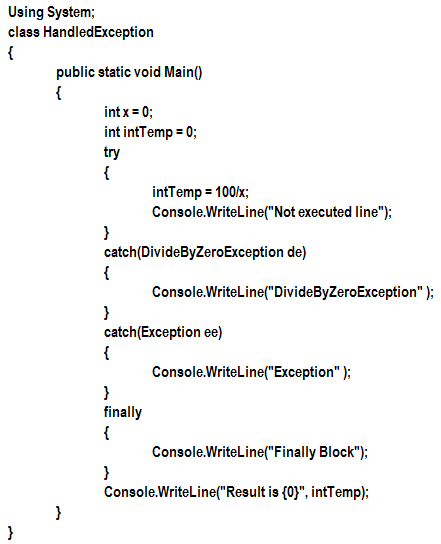 Using System;
class HandledException
{
public static void Main()
{
int x = 0;
int intTemp = 0;
try
{
intTemp = 100/x;
Console.WriteLine("Not executed line");
}
catch(DivideByZeroException de)
{
Console.WriteLine("DivideByZeroException" );
}
catch(Exception ee)
{
Console.WriteLine("Exception" );
}
finally
{
Console.WriteLine("Finally Block");
}
Console.WriteLine("Result is {0}", intTemp);
}
}